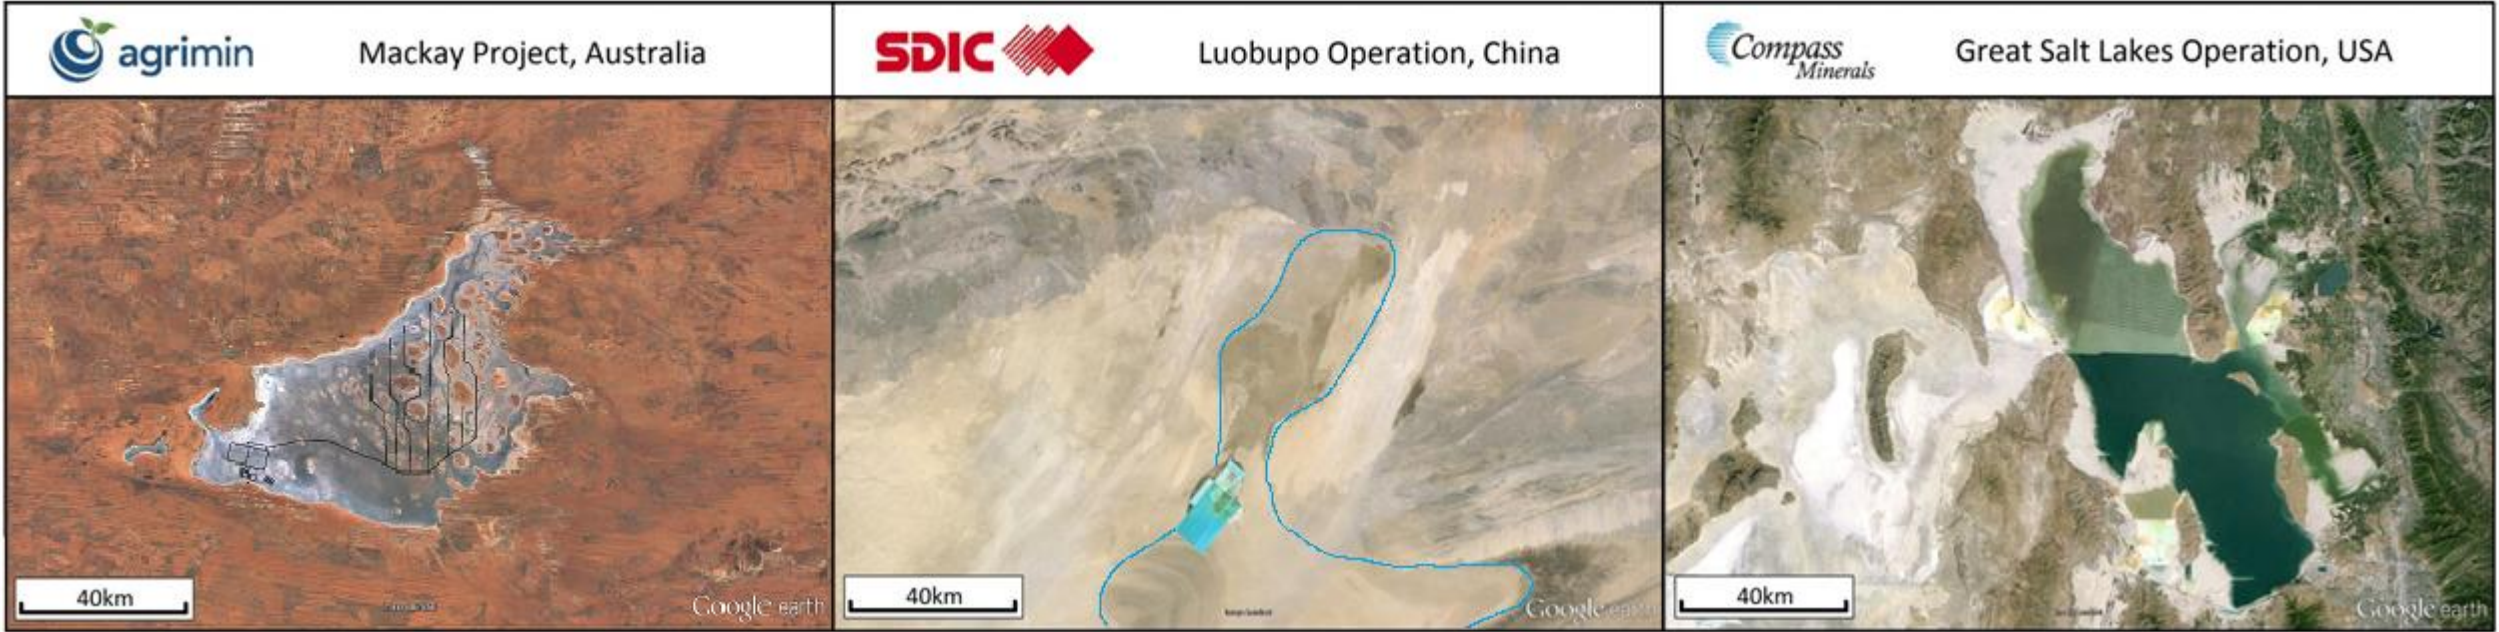 agrimin
Mackay Project, Australia
SDIC
Luobupo Operation, China
Compass
Minerals
Great Salt Lakes Operation, USA
40km
Google earth
40km
Google earth
40km
Google earth